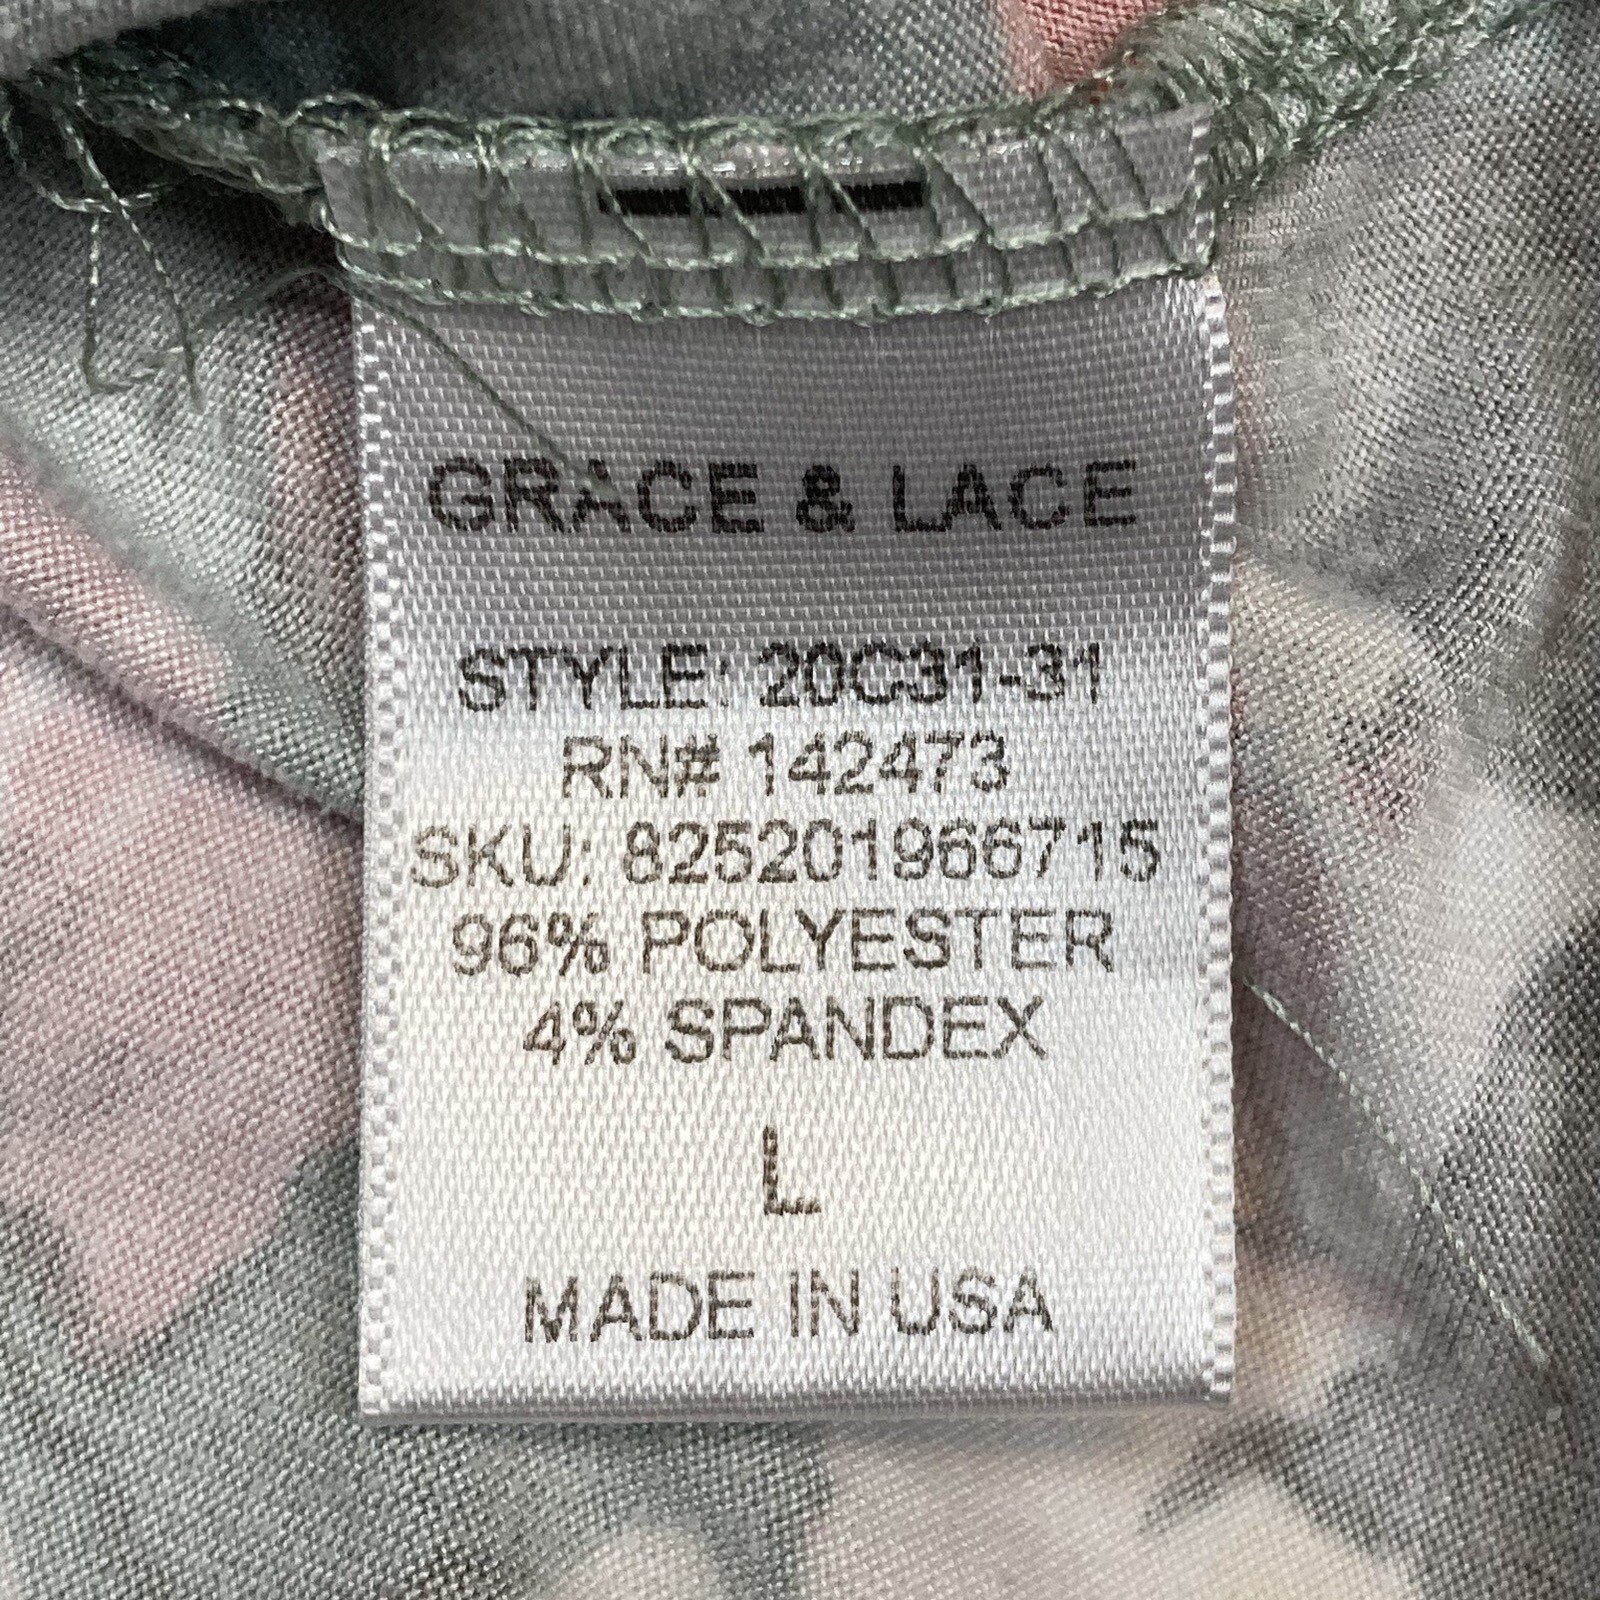 GRACE & LACE
STYLE: 20C31-31
RN# 142473
SKU: 825201966715
96% POLYESTER
4% SPANDEX
L
MADE IN USA